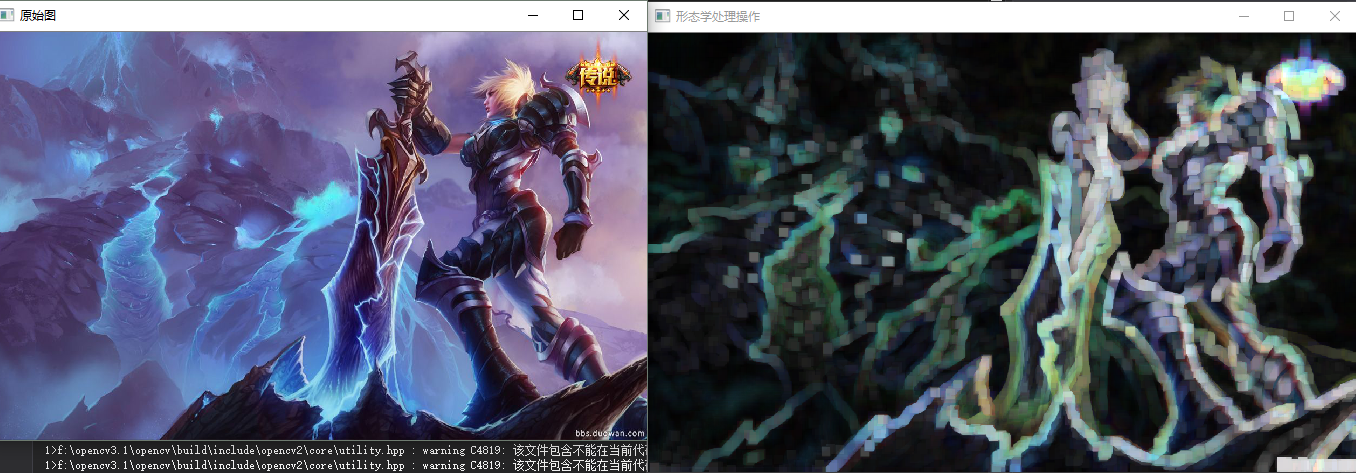 原始图
形态学处理操作
传说
bbs.duowan.com
1>f:\opencv3.1\opencv\build\include\opencv2\core\utility.hpp : warning C4819: 该文件包含不能在当前代
1>f:\opencv3.1\opencv\build\include\opencv2\core\utility.hpp : warning C4819: 该文件包含不能在当前代